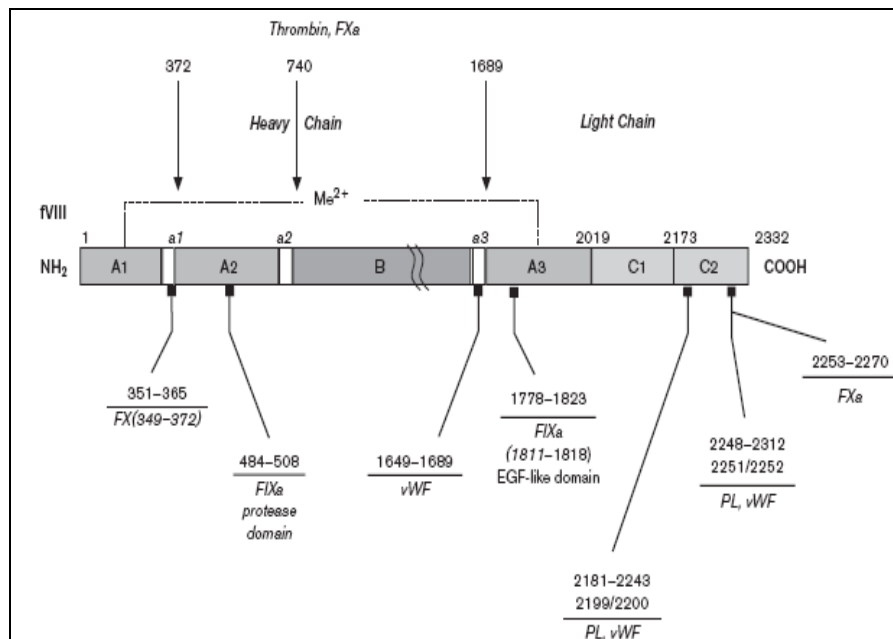 Thrombin, FXa
372 740 1689
Heavy Chain Light Chain
Me2+
fVIII
1 a1 a2 a3 2019 2173 2332
NH2 A1 A2 B A3 C1 C2 COOH
351–365
FX(349–372)
484–508
FIXa
protease
domain
1649–1689
vWF
1778–1823
FIXa
(1811–1818)
EGF-like domain
2181–2243
2199/2200
PL, vWF
2248–2312
2251/2252
PL, vWF
2253–2270
FXa